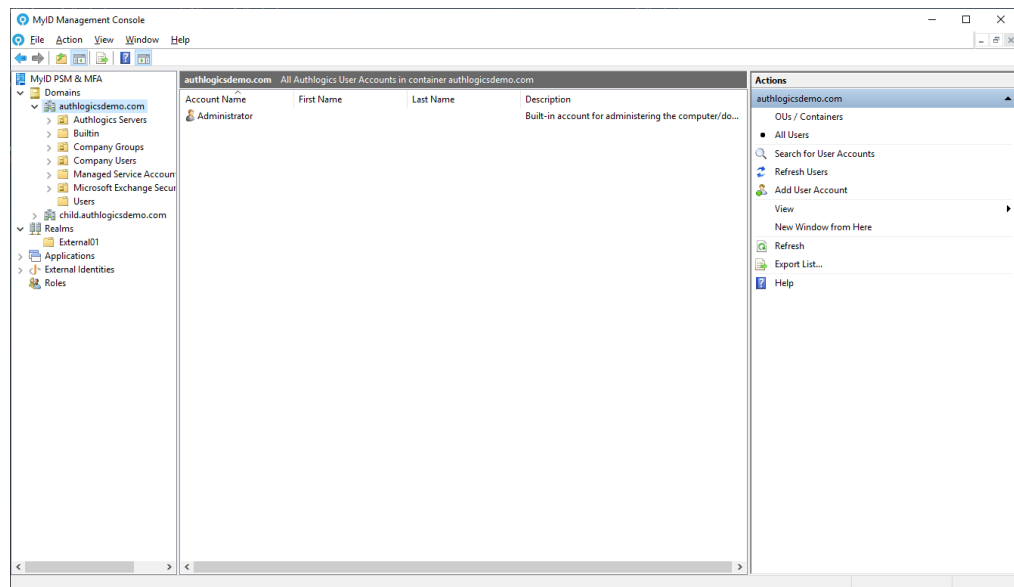 MyID Management Console
File Action View Window Help
MyID PSM & MFA
Domains
authlogicsdemo.com
Authlogics Servers
Builtin
Company Groups
Company Users
Managed Service Accoun
Microsoft Exchange Secur
Users
child.authlogicsdemo.com
Realms
External01
Applications
External Identities
Roles
authlogicsdemo.com All Authlogics User Accounts in container authlogicsdemo.com
Account Name First Name Last Name Description
Administrator Built-in account for administering the computer/do...
Actions
authlogicsdemo.com
OUs / Containers
All Users
Search for User Accounts
Refresh Users
Add User Account
View
New Window from Here
Refresh
Export List...
Help